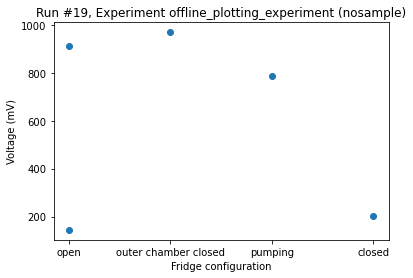 Run #19, Experiment offline_plotting_experiment (nosample)
1000
800
600
400
200
Voltage (mV)
open outer chamber closed pumping closed
Fridge configuration